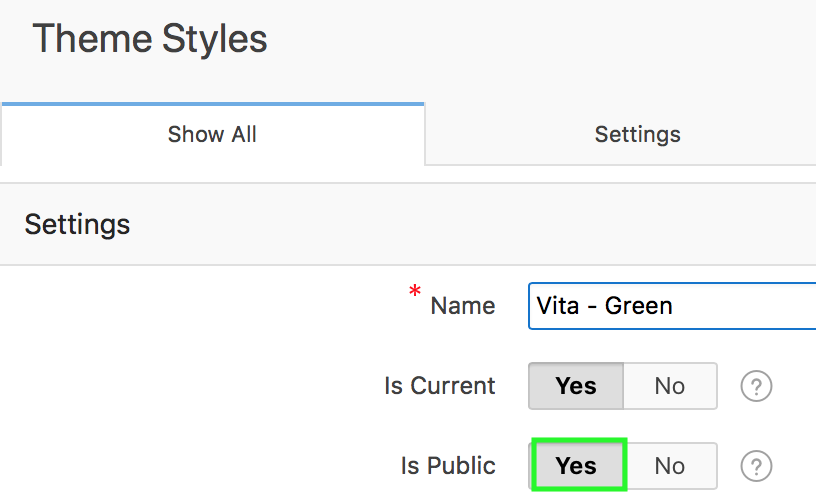 Theme Styles
Show All Settings
Settings
* Name Vita - Green
Is Current Yes No ?
Is Public Yes No ?